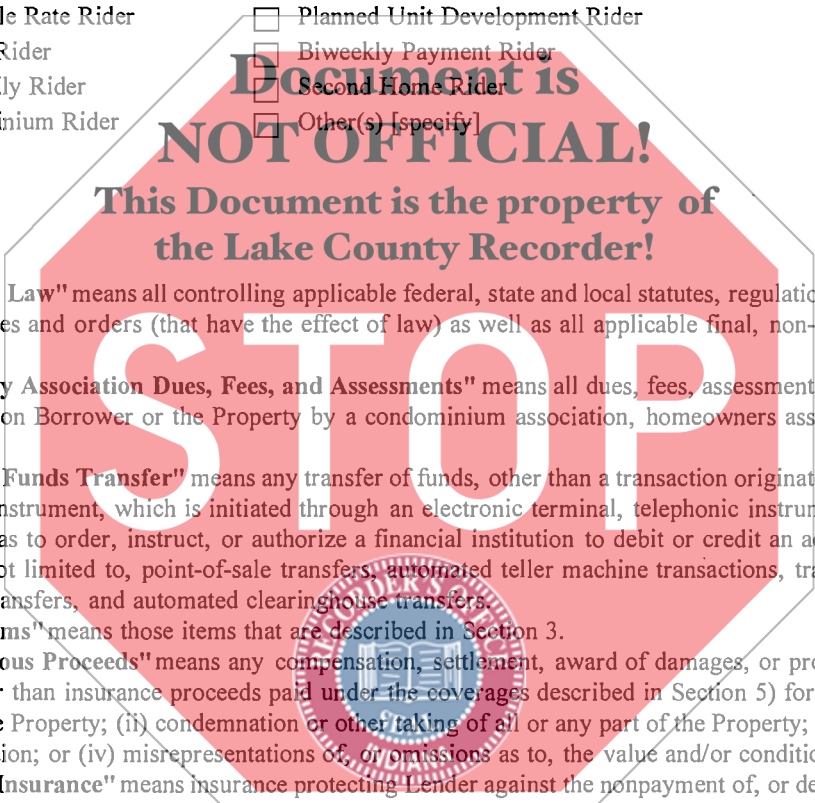 le Rate Rider ☐ Planned Unit Development Rider
Rider ☐ Biweekly Payment Rider
ly Rider ☐ Second Home Rider
inium Rider ☐ Other(s) [specify]
Document is
NOT OFFICIAL!
This Document is the property of
the Lake County Recorder!
Law" means all controlling applicable federal, state and local statutes, regulatio
es and orders (that have the effect of law) as well as all applicable final, non-
y Association Dues, Fees, and Assessments" means all dues, fees, assessment
on Borrower or the Property by a condominium association, homeowners ass
STOP
Funds Transfer" means any transfer of funds, other than a transaction originat
nstrument, which is initiated through an electronic terminal, telephonic instrum
as to order, instruct, or authorize a financial institution to debit or credit an a
ot limited to, point-of-sale transfers, automated teller machine transactions, tra
ansfers, and automated clearinghouse transfers.
ms" means those items that are described in Section 3.
ous Proceeds" means any compensation, settlement, award of damages, or pro
r than insurance proceeds paid under the coverages described in Section 5) for
e Property; (ii) condemnation or other taking of all or any part of the Property;
ion; or (iv) misrepresentations of, or omissions as to, the value and/or conditio
Insurance" means insurance protecting Lender against the nonpayment of, or de
RECORDER'S OFFICE
INDIANA